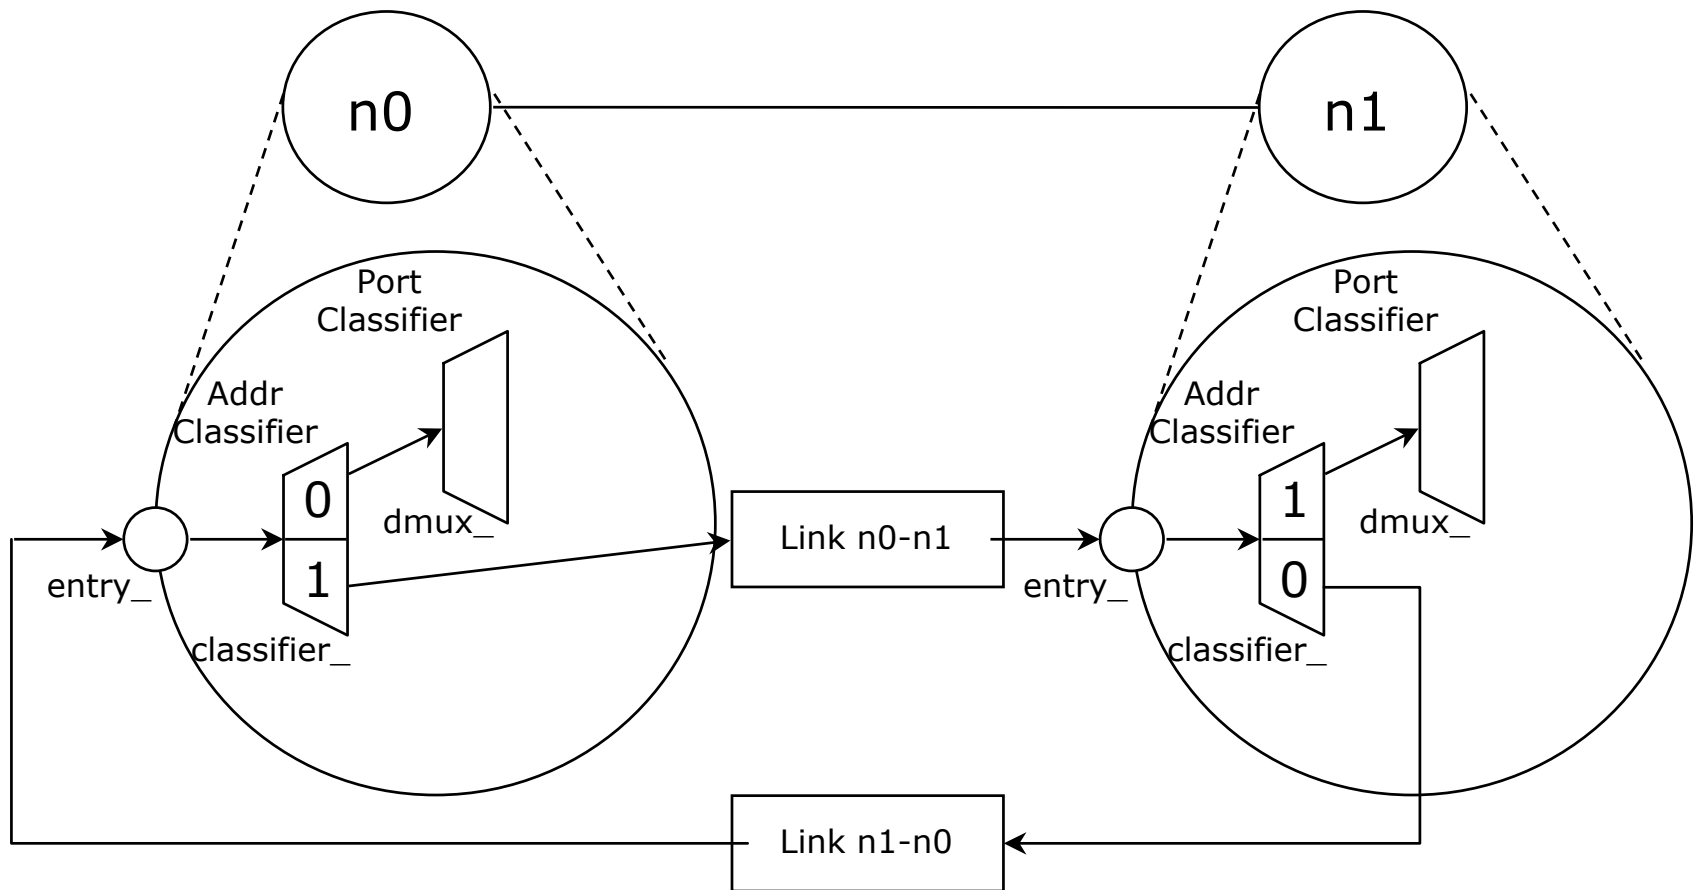 n0
n1
Port
Classifier
Addr
Classifier
0
1
dmux_
entry_
classifier_
Link n0-n1
Port
Classifier
Addr
Classifier
1
0
dmux_
entry_
classifier_
Link n1-n0